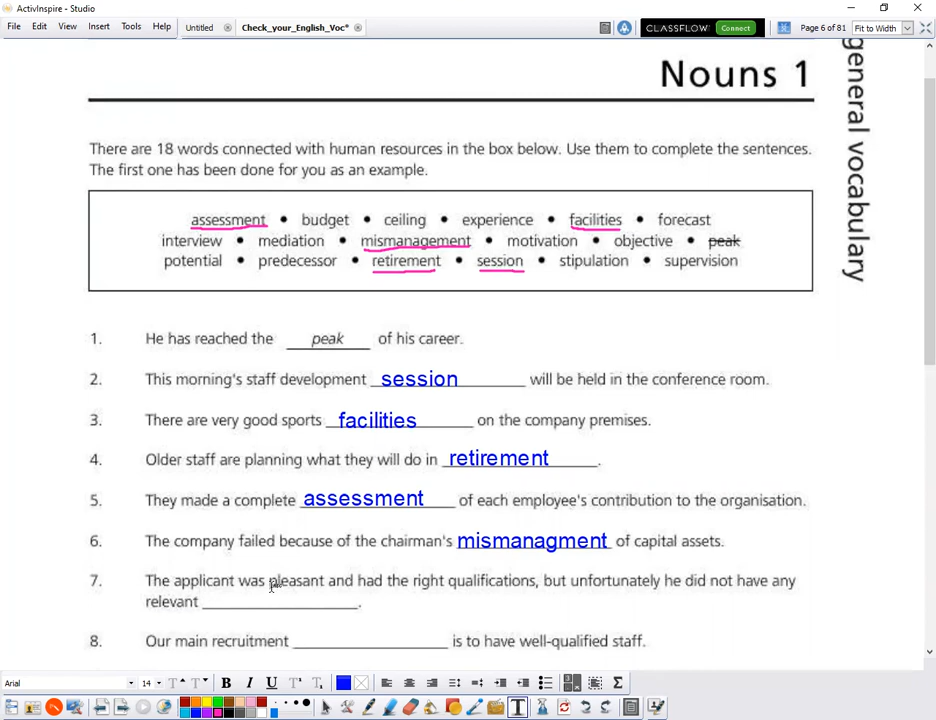 ActivInspire - Studio
File Edit View Insert Tools Help
Untitled
Check_your_English_Voc*
CLASSFLOW Connect
Page 6 of 81
Fit to Width
Nouns 1
general vocabulary
There are 18 words connected with human resources in the box below. Use them to complete the sentences.
The first one has been done for you as an example.
assessment • budget • ceiling • experience • facilities • forecast
interview • mediation • mismanagement • motivation • objective • peak
potential • predecessor • retirement • session • stipulation • supervision
1. He has reached the peak of his career.
2. This morning's staff development session will be held in the conference room.
3. There are very good sports facilities on the company premises.
4. Older staff are planning what they will do in retirement.
5. They made a complete assessment of each employee's contribution to the organisation.
6. The company failed because of the chairman's mismanagment of capital assets.
7. The applicant was pleasant and had the right qualifications, but unfortunately he did not have any
relevant ____________________.
8. Our main recruitment ____________________ is to have well-qualified staff.
Arial 14 B I U